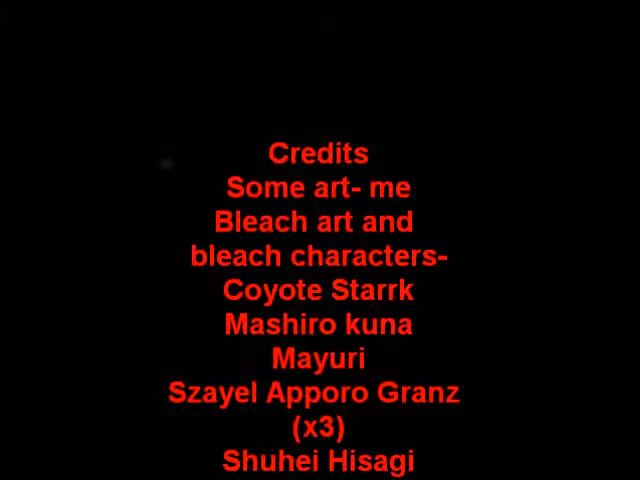 Credits
Some art- me
Bleach art and
bleach characters-
Coyote Starrk
Mashiro kuna
Mayuri
Szayel Apporo Granz
(x3)
Shuhei Hisagi